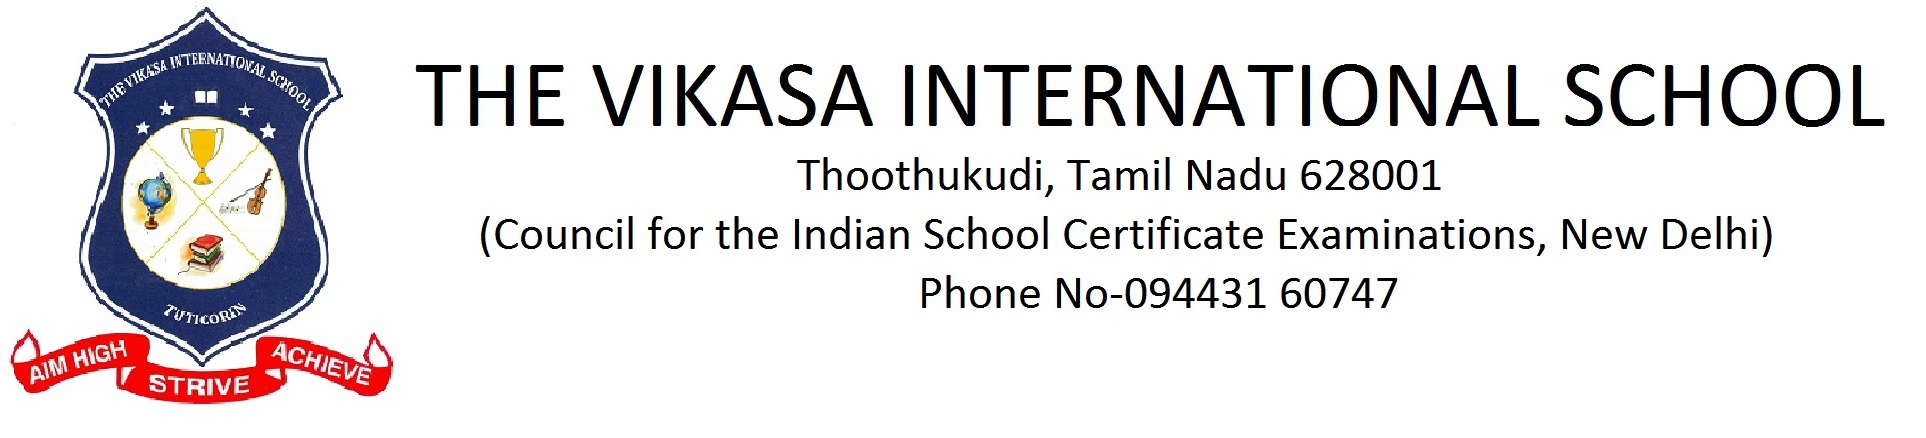 THE VIKASA INTERNATIONAL SCHOOL
TUTICORIN
AIM HIGH
STRIVE
ACHIEVE
THE VIKASA INTERNATIONAL SCHOOL
Thoothukudi, Tamil Nadu 628001
(Council for the Indian School Certificate Examinations, New Delhi)
Phone No-094431 60747